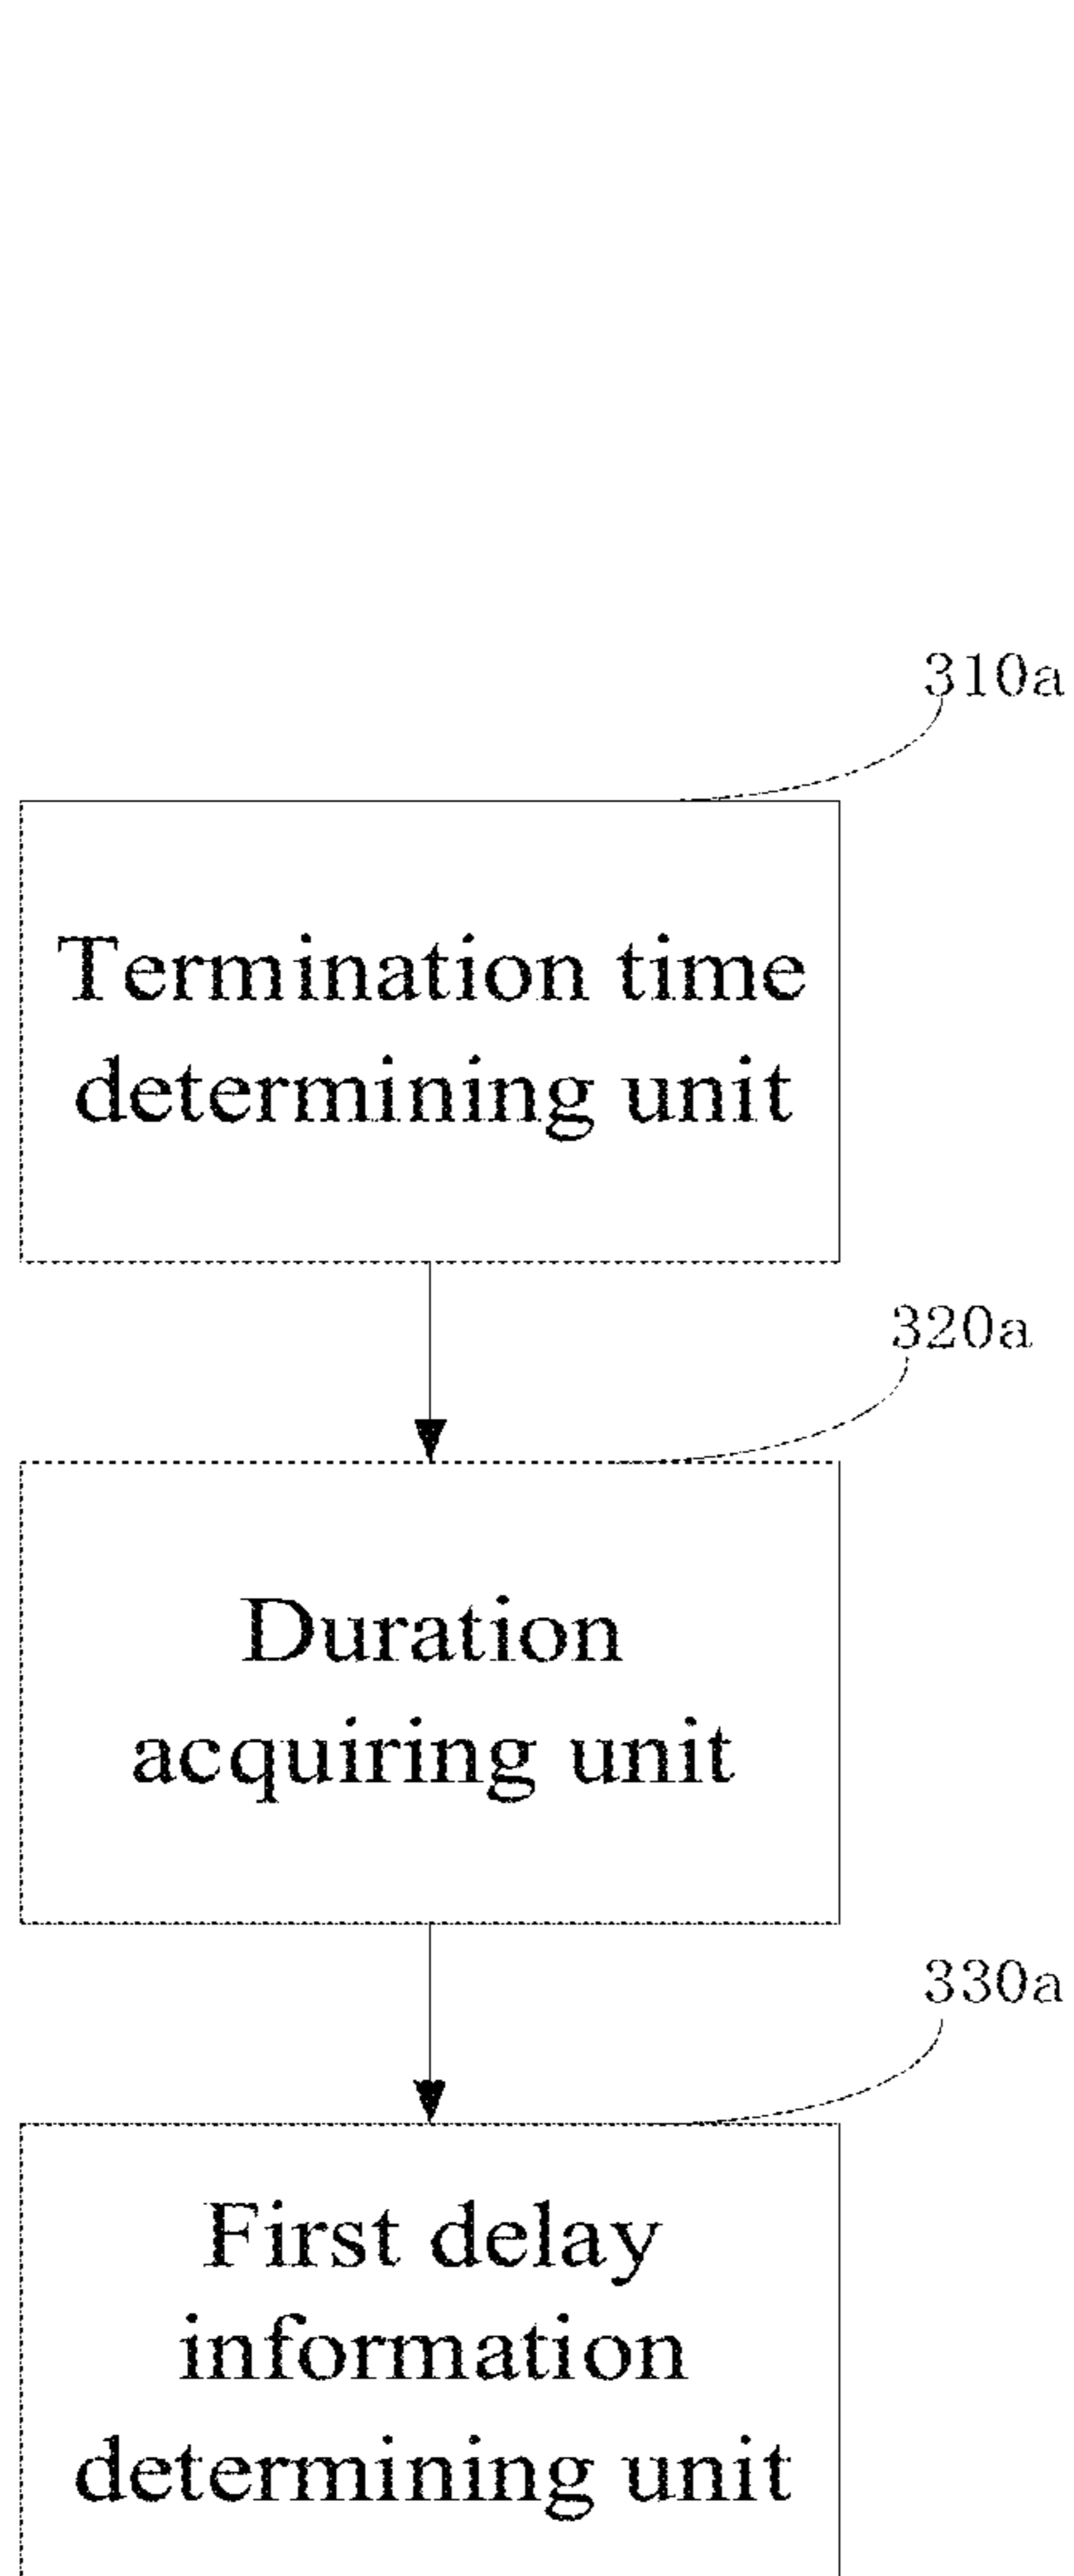 310a
Termination time
determining unit
320a
Duration
acquiring unit
330a
First delay
information
determining unit